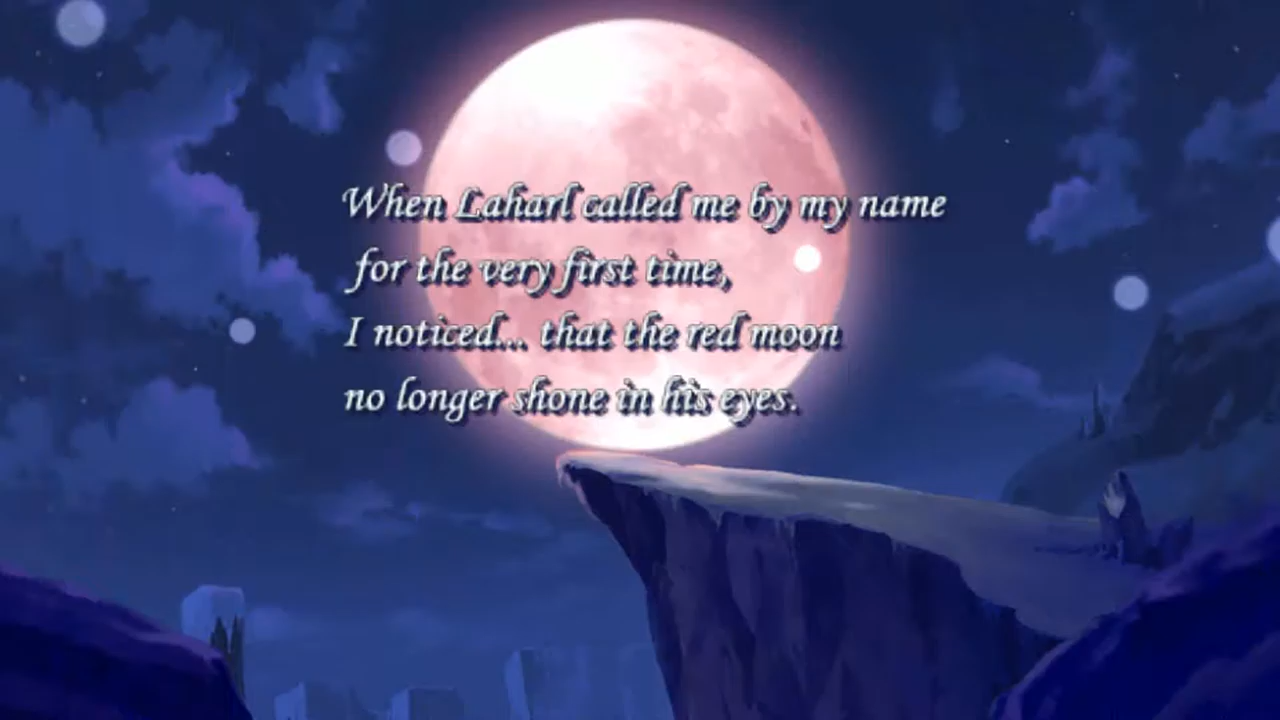 When Laharl called me by my name
for the very first time,
I noticed... that the red moon
no longer shone in his eyes.